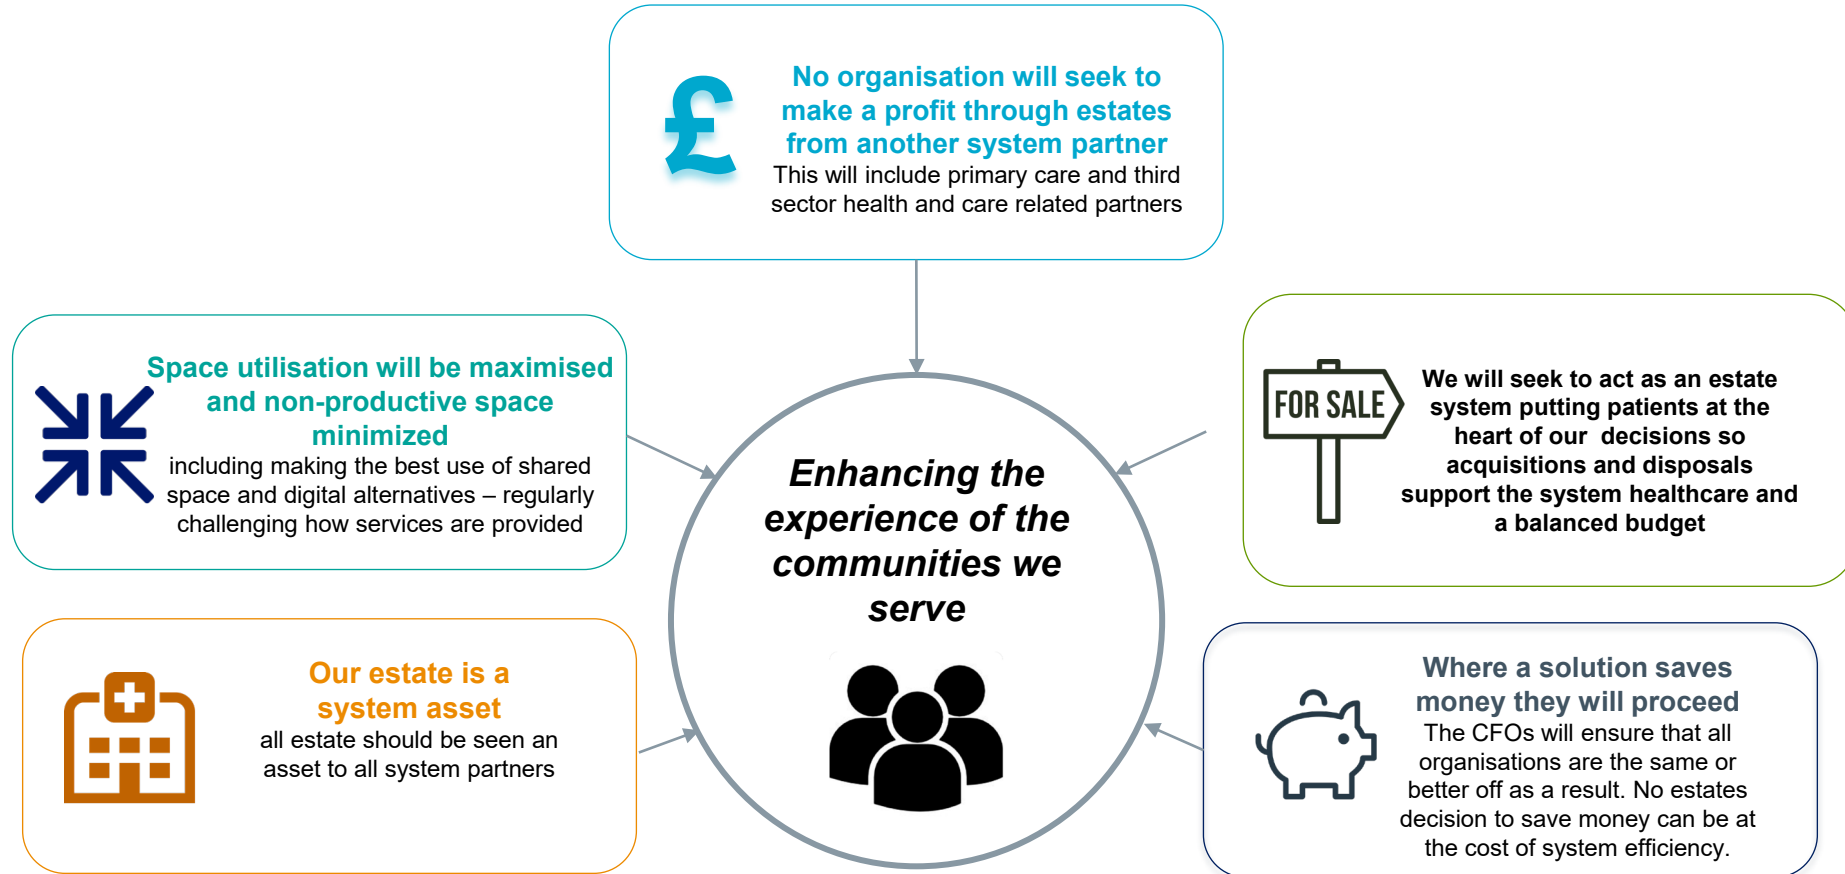 £
No organisation will seek to
make a profit through estates
from another system partner
This will include primary care and third
sector health and care related partners
Space utilisation will be maximised
and non-productive space
minimized
including making the best use of shared
space and digital alternatives – regularly
challenging how services are provided
FOR SALE
We will seek to act as an estate
system putting patients at the
heart of our decisions so
acquisitions and disposals
support the system healthcare and
a balanced budget
Enhancing the
experience of the
communities we
serve
Our estate is a
system asset
all estate should be seen an
asset to all system partners
Where a solution saves
money they will proceed
The CFOs will ensure that all
organisations are the same or
better off as a result. No estates
decision to save money can be at
the cost of system efficiency.